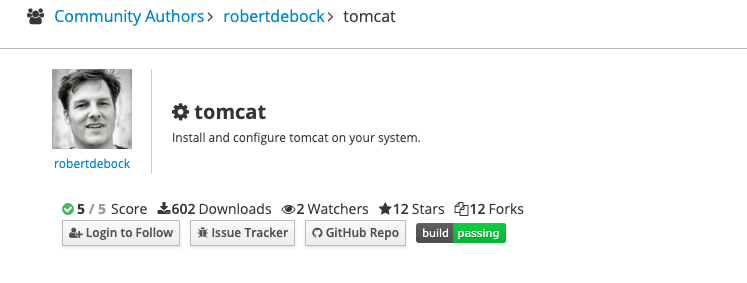 Community Authors > robertdebock > tomcat
tomcat
Install and configure tomcat on your system.
robertdebock
5 / 5 Score 602 Downloads 2 Watchers 12 Stars 12 Forks
Login to Follow Issue Tracker GitHub Repo build passing